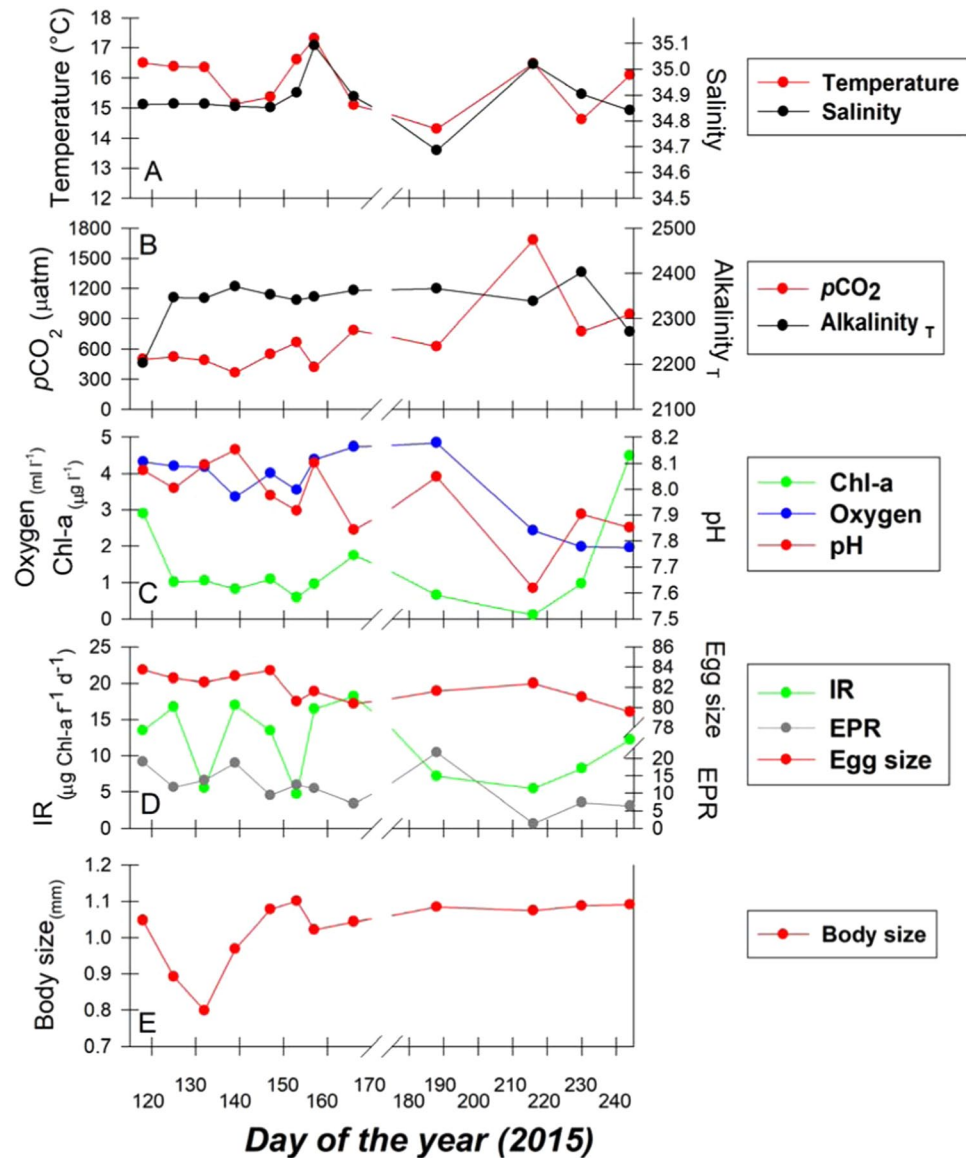 Temperature (°C)
18
17
16
15
14
13
12
A
35.1
35.0
34.9
34.8
34.7
34.6
34.5
Salinity
Temperature
Salinity
pCO2 (µatm)
1800
1500
1200
900
600
300
0
B
2500
2400
2300
2200
2100
Alkalinity T
pCO2
Alkalinity T
Oxygen (ml l-1)
Chl-a (µg l-1)
5
4
3
2
1
0
C
8.2
8.1
8.0
7.9
7.8
7.7
7.6
7.5
pH
Chl-a
Oxygen
pH
IR
(µg Chl-a f-1 d-1)
25
20
15
10
5
0
D
86
84
82
80
78
20
15
10
5
0
Egg size
EPR
IR
EPR
Egg size
Body size (mm)
1.2
1.1
1.0
0.9
0.8
0.7
E
Body size
130 150 170 190 210 230
120 140 160 180 200 220 240
Day of the year (2015)